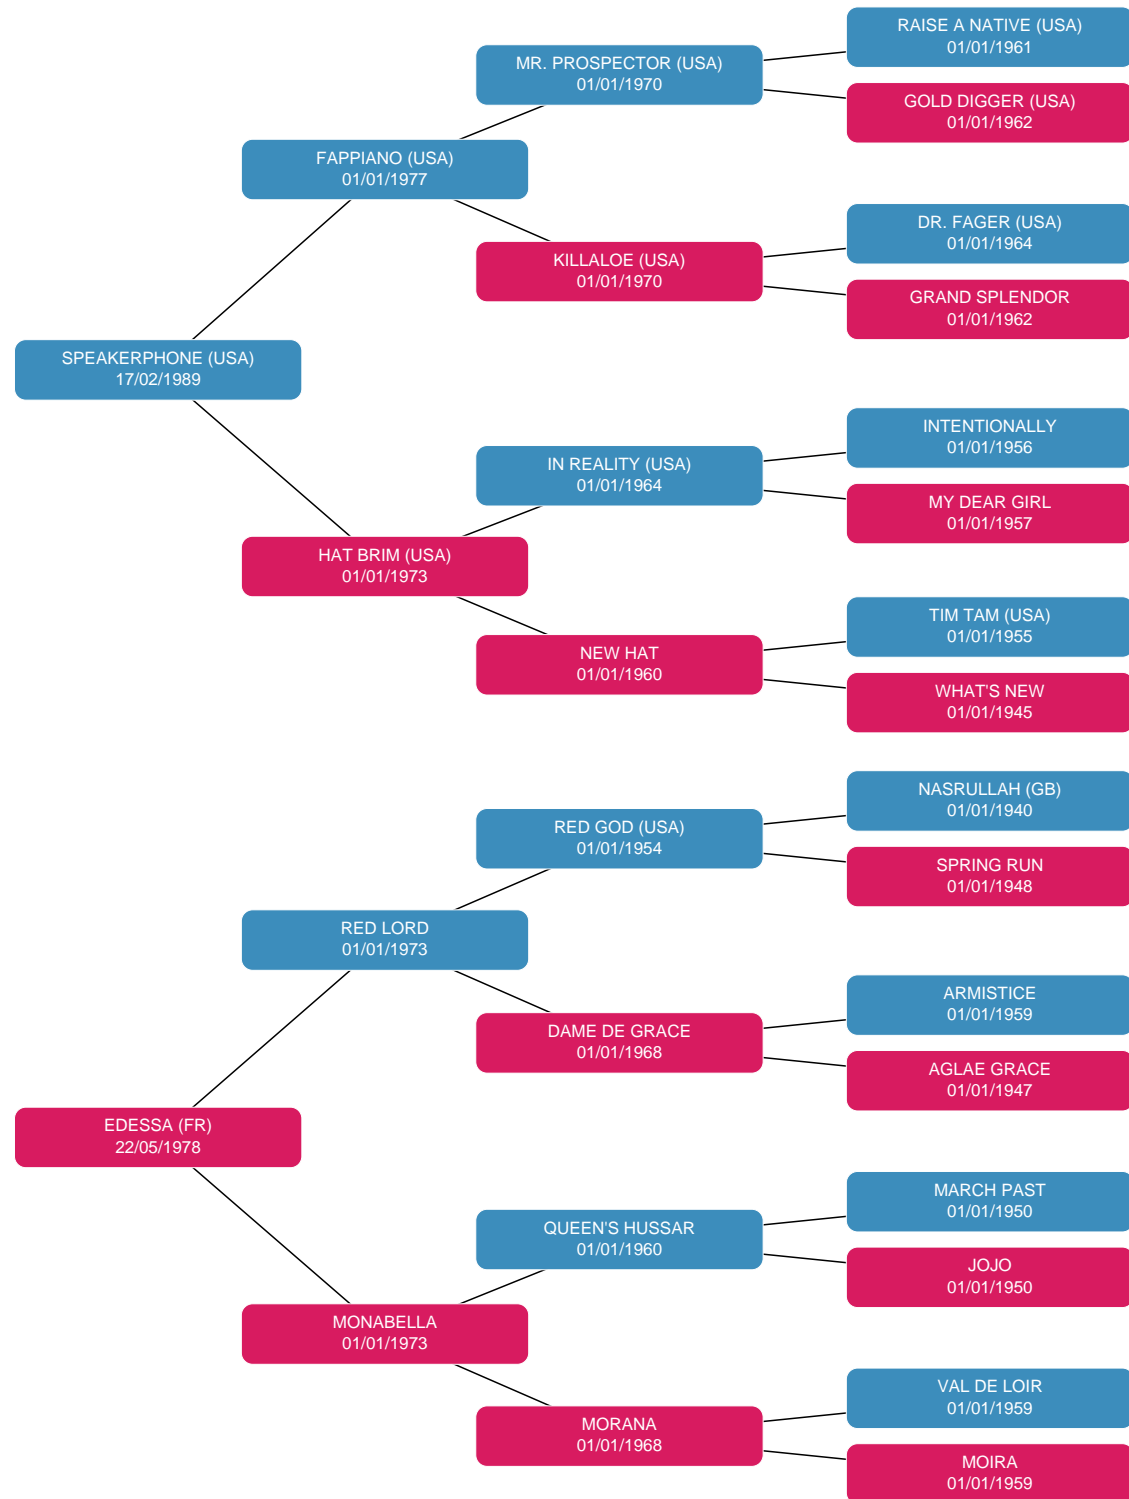 RAISE A NATIVE (USA)
01/01/1961
MR. PROSPECTOR (USA)
01/01/1970
GOLD DIGGER (USA)
01/01/1962
FAPPIANO (USA)
01/01/1977
DR. FAGER (USA)
01/01/1964
KILLALOE (USA)
01/01/1970
GRAND SPLENDOR
01/01/1962
SPEAKERPHONE (USA)
17/02/1989
INTENTIONALLY
01/01/1956
IN REALITY (USA)
01/01/1964
MY DEAR GIRL
01/01/1957
HAT BRIM (USA)
01/01/1973
TIM TAM (USA)
01/01/1955
NEW HAT
01/01/1960
WHAT'S NEW
01/01/1945
NASRULLAH (GB)
01/01/1940
RED GOD (USA)
01/01/1954
SPRING RUN
01/01/1948
RED LORD
01/01/1973
ARMISTICE
01/01/1959
DAME DE GRACE
01/01/1968
AGLAE GRACE
01/01/1947
EDESSA (FR)
22/05/1978
MARCH PAST
01/01/1950
QUEEN'S HUSSAR
01/01/1960
JOJO
01/01/1950
MONABELLA
01/01/1973
VAL DE LOIR
01/01/1959
MORANA
01/01/1968
MOIRA
01/01/1959